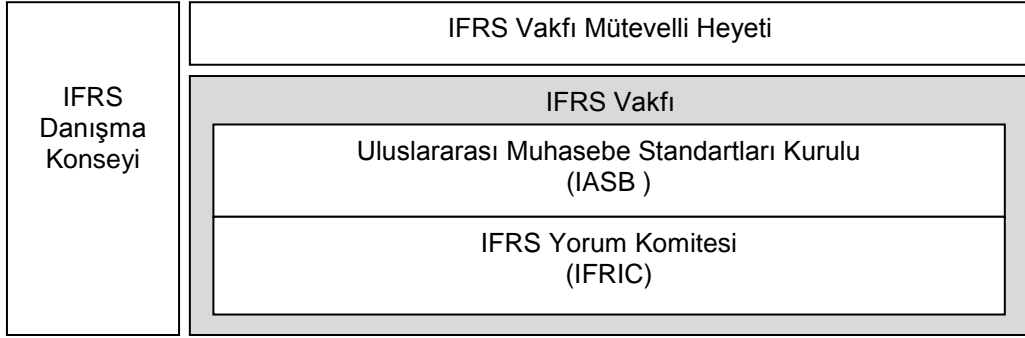 IFRS
Danışma
Konseyi
IFRS Vakfı Mütevelli Heyeti
IFRS Vakfı
Uluslararası Muhasebe Standartları Kurulu
(IASB )
IFRS Yorum Komitesi
(IFRIC)